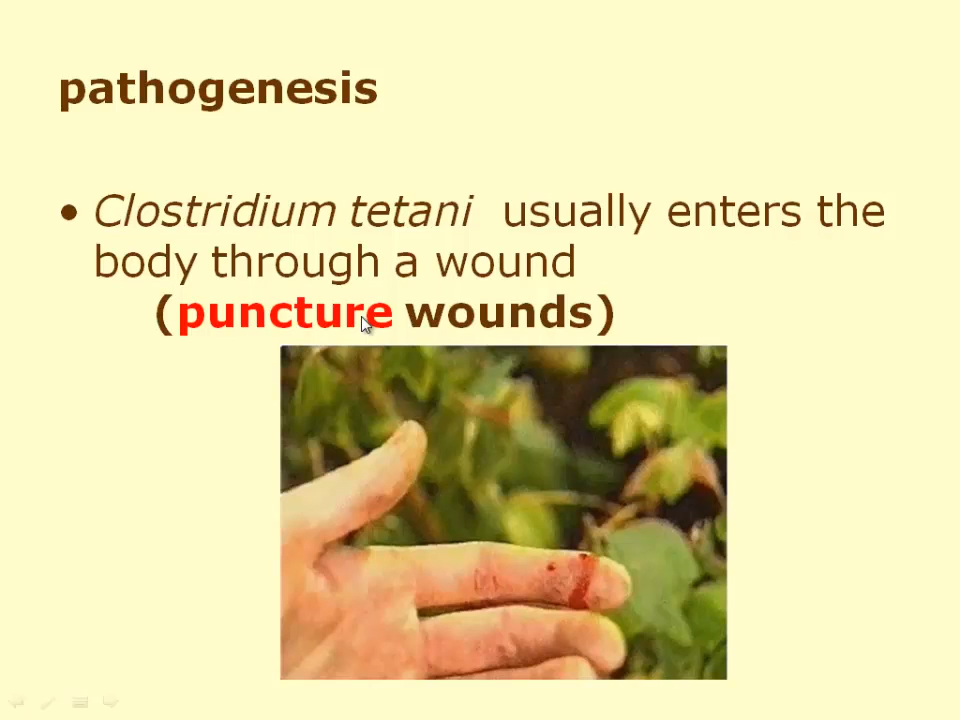 pathogenesis
• Clostridium tetani usually enters the
body through a wound
(puncture wounds)